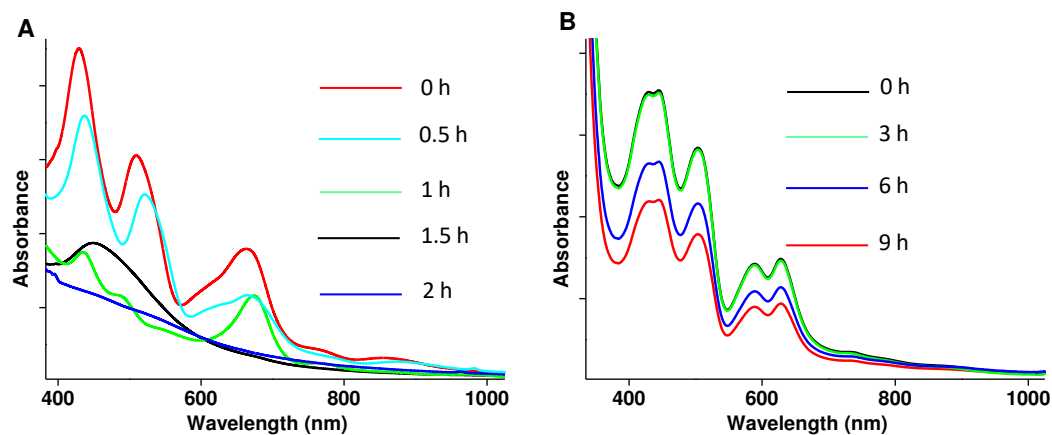 A
0 h
0.5 h
1 h
1.5 h
2 h
Absorbance
400 600 800 1000
Wavelength (nm)
B
0 h
3 h
6 h
9 h
Absorbance
400 600 800 1000
Wavelength (nm)